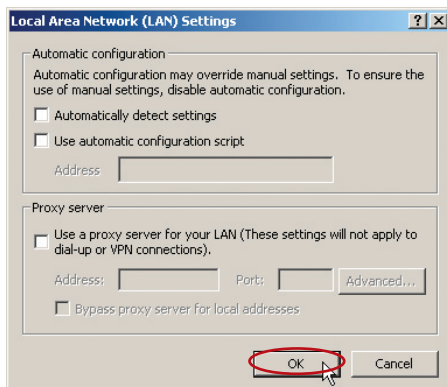 Local Area Network (LAN) Settings
Automatic configuration
Automatic configuration may override manual settings. To ensure the
use of manual settings, disable automatic configuration.
Automatically detect settings
Use automatic configuration script
Address
Proxy server
Use a proxy server for your LAN (These settings will not apply to
dial-up or VPN connections).
Address:
Port:
Advanced...
Bypass proxy server for local addresses
OK
Cancel